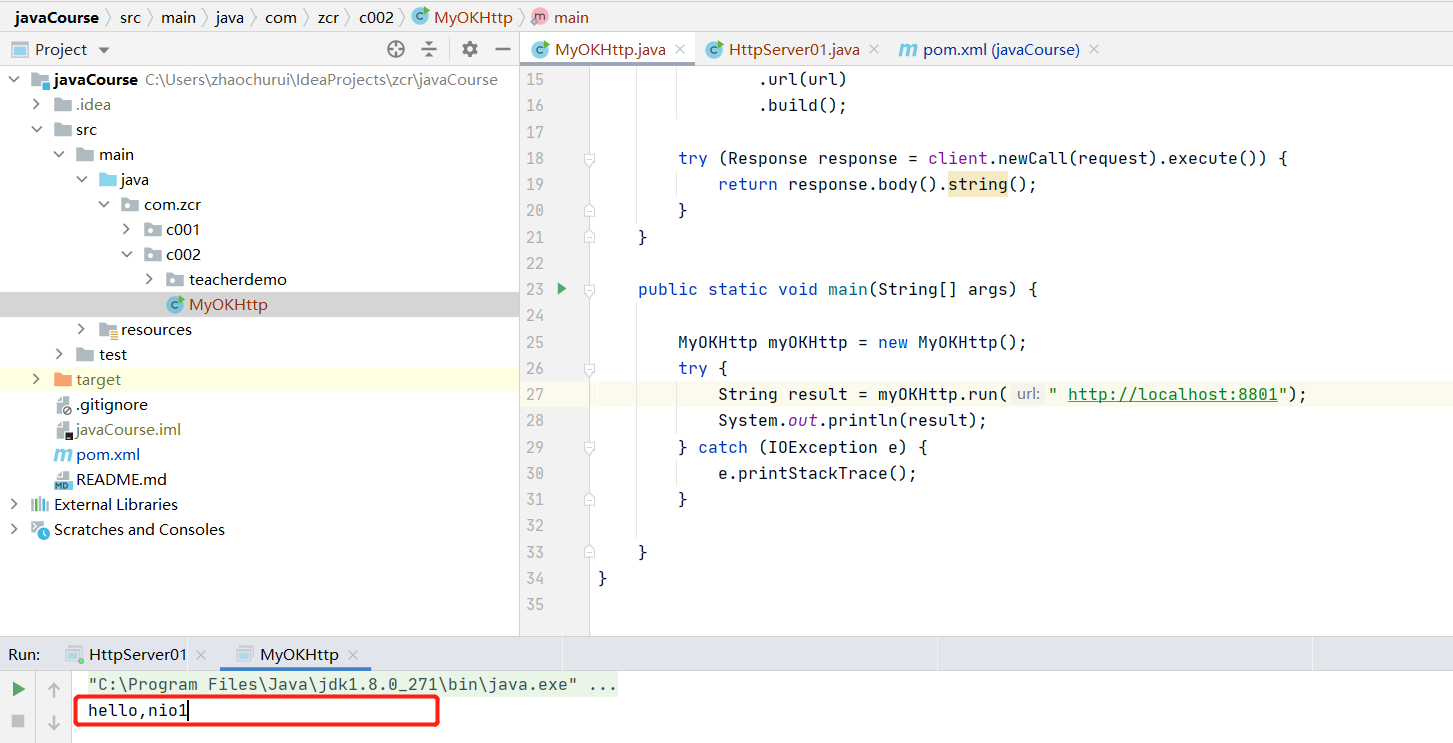 javaCourse src main java com zcr c002 MyOKHttp main
Project
MyOKHttp.java HttpServer01.java pom.xml (javaCourse)
javaCourse C:\Users\zhaochurui\IdeaProjects\zcr\javaCourse
.idea
src
main
java
com.zcr
c001
c002
teacherdemo
MyOKHttp
resources
test
target
.gitignore
javaCourse.iml
pom.xml
README.md
External Libraries
Scratches and Consoles
15 .url(url)
16 .build();
17
18 try (Response response = client.newCall(request).execute()) {
19 return response.body().string();
20 }
21 }
22
23 public static void main(String[] args) {
24
25 MyOKHttp myOKHttp = new MyOKHttp();
26 try {
27 String result = myOKHttp.run( url: " http://localhost:8801");
28 System.out.println(result);
29 } catch (IOException e) {
30 e.printStackTrace();
31 }
32
33 }
34 }
35
Run: HttpServer01 MyOKHttp
"C:\Program Files\Java\jdk1.8.0_271\bin\java.exe" ...
hello,nio1